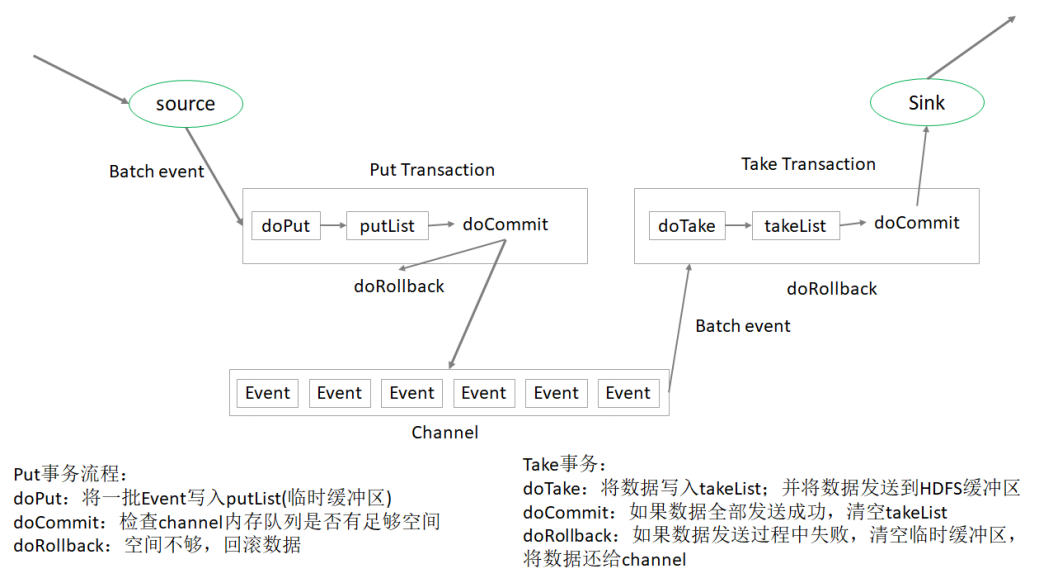 source
Sink
Batch event
Put Transaction
Take Transaction
doPut
putList
doCommit
doRollback
doTake
takeList
doCommit
doRollback
Batch event
Event
Event
Event
Event
Event
Event
Channel
Put事务流程：
doPut：将一批Event写入putList(临时缓冲区)
doCommit：检查channel内存队列是否有足够空间
doRollback：空间不够，回滚数据
Take事务：
doTake：将数据写入takeList；并将数据发送到HDFS缓冲区
doCommit：如果数据全部发送成功，清空takeList
doRollback：如果数据发送过程中失败，清空临时缓冲区，
将数据还给channel